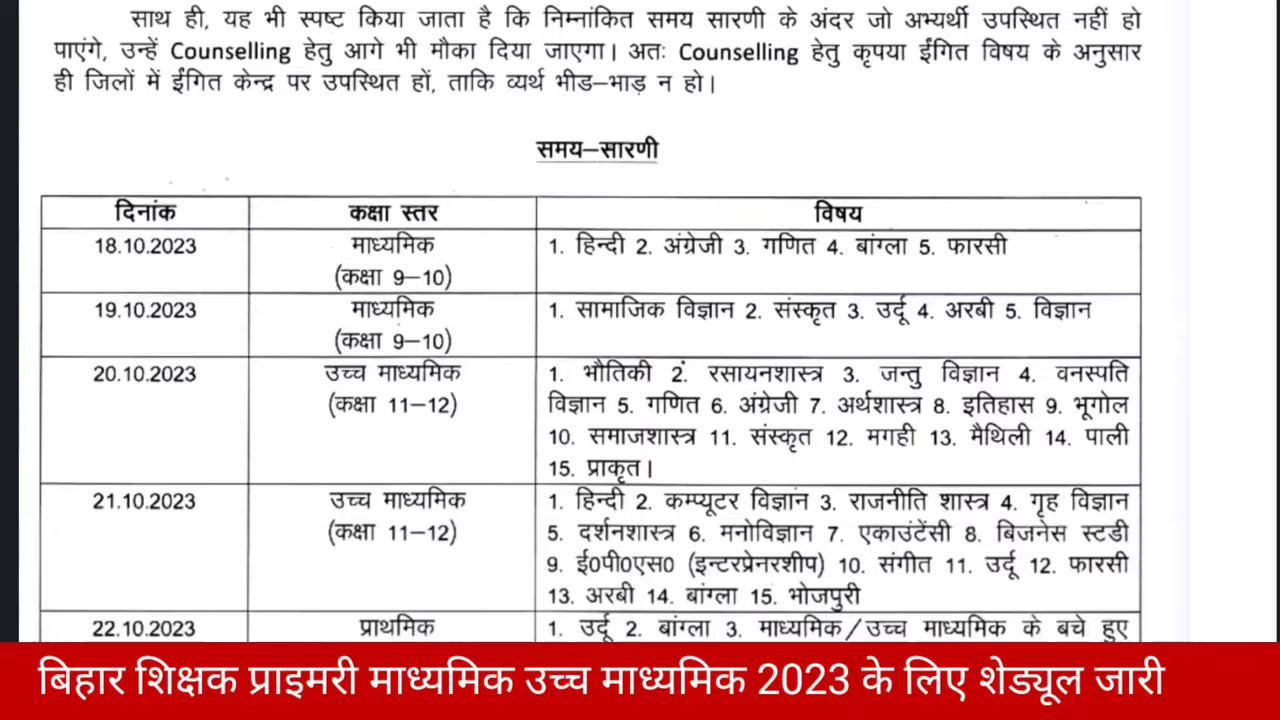 साथ ही, यह भी स्पष्ट किया जाता है कि निम्नांकित समय सारणी के अंदर जो अभ्यर्थी उपस्थित नहीं हो
पाएंगे, उन्हें Counselling हेतु आगे भी मौका दिया जाएगा। अतः Counselling हेतु कृपया ईंगित विषय के अनुसार
ही जिलों में ईंगित केन्द्र पर उपस्थित हों, ताकि व्यर्थ भीड–भाड़ न हो।
समय–सारणी
दिनांक कक्षा स्तर विषय
18.10.2023 माध्यमिक 1. हिन्दी 2. अंग्रेजी 3. गणित 4. बांग्ला 5. फारसी
(कक्षा 9–10)
19.10.2023 माध्यमिक 1. सामाजिक विज्ञान 2. संस्कृत 3. उर्दू 4. अरबी 5. विज्ञान
(कक्षा 9–10)
20.10.2023 उच्च माध्यमिक 1. भौतिकी 2. रसायनशास्त्र 3. जन्तु विज्ञान 4. वनस्पति
(कक्षा 11–12) विज्ञान 5. गणित 6. अंग्रेजी 7. अर्थशास्त्र 8. इतिहास 9. भूगोल
10. समाजशास्त्र 11. संस्कृत 12. मगही 13. मैथिली 14. पाली
15. प्राकृत।
21.10.2023 उच्च माध्यमिक 1. हिन्दी 2. कम्प्यूटर विज्ञान 3. राजनीति शास्त्र 4. गृह विज्ञान
(कक्षा 11–12) 5. दर्शनशास्त्र 6. मनोविज्ञान 7. एकाउंटेंसी 8. बिजनेस स्टडी
9. ई0पी0एस0 (इन्टरप्रेनरशीप) 10. संगीत 11. उर्दू 12. फारसी
13. अरबी 14. बांग्ला 15. भोजपुरी
22.10.2023 प्राथमिक 1. उर्दू 2. बांग्ला 3. माध्यमिक/उच्च माध्यमिक के बचे हुए
बिहार शिक्षक प्राइमरी माध्यमिक उच्च माध्यमिक 2023 के लिए शेड्यूल जारी